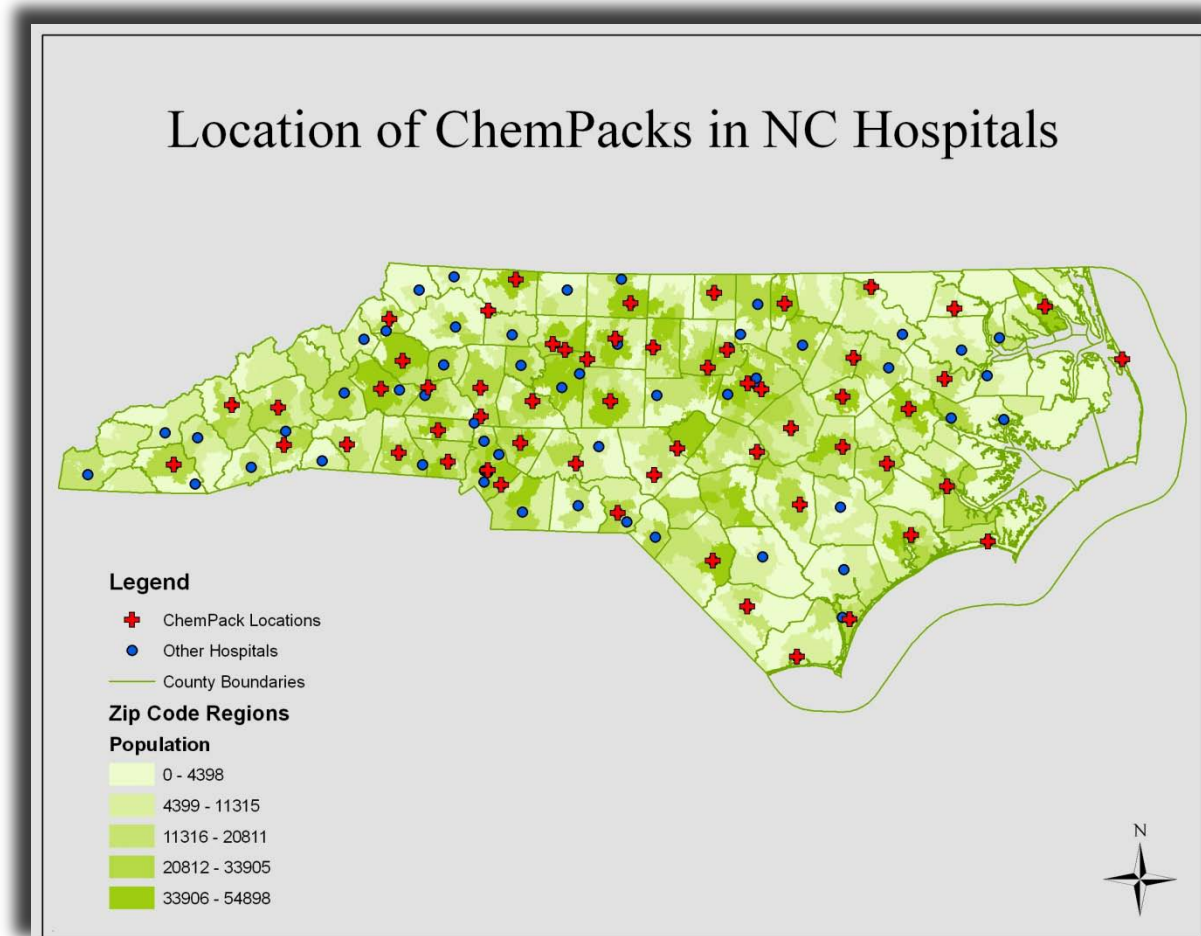 Location of ChemPacks in NC Hospitals
Legend
ChemPack Locations
Other Hospitals
County Boundaries
Zip Code Regions
Population
0 - 4398
4399 - 11315
11316 - 20811
20812 - 33905
33906 - 54898
N